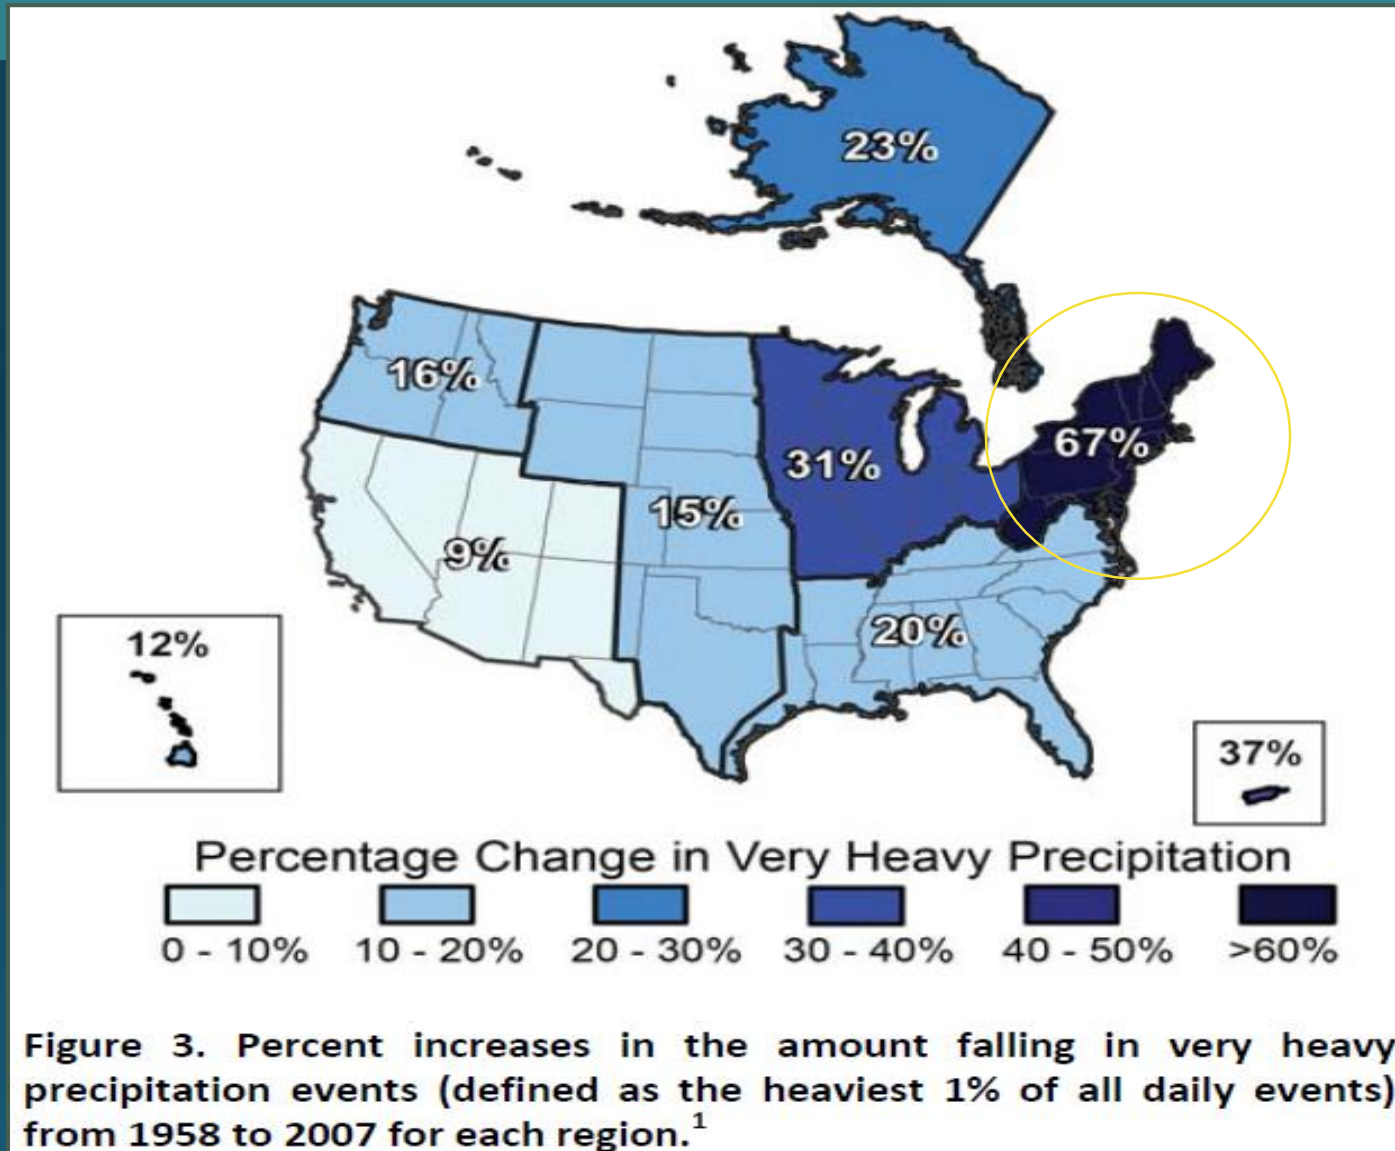 23%
16%
67%
31%
15%
9%
20%
12%
37%
Percentage Change in Very Heavy Precipitation
0 - 10% 10 - 20% 20 - 30% 30 - 40% 40 - 50% >60%
Figure 3. Percent increases in the amount falling in very heavy
precipitation events (defined as the heaviest 1% of all daily events)
from 1958 to 2007 for each region.1